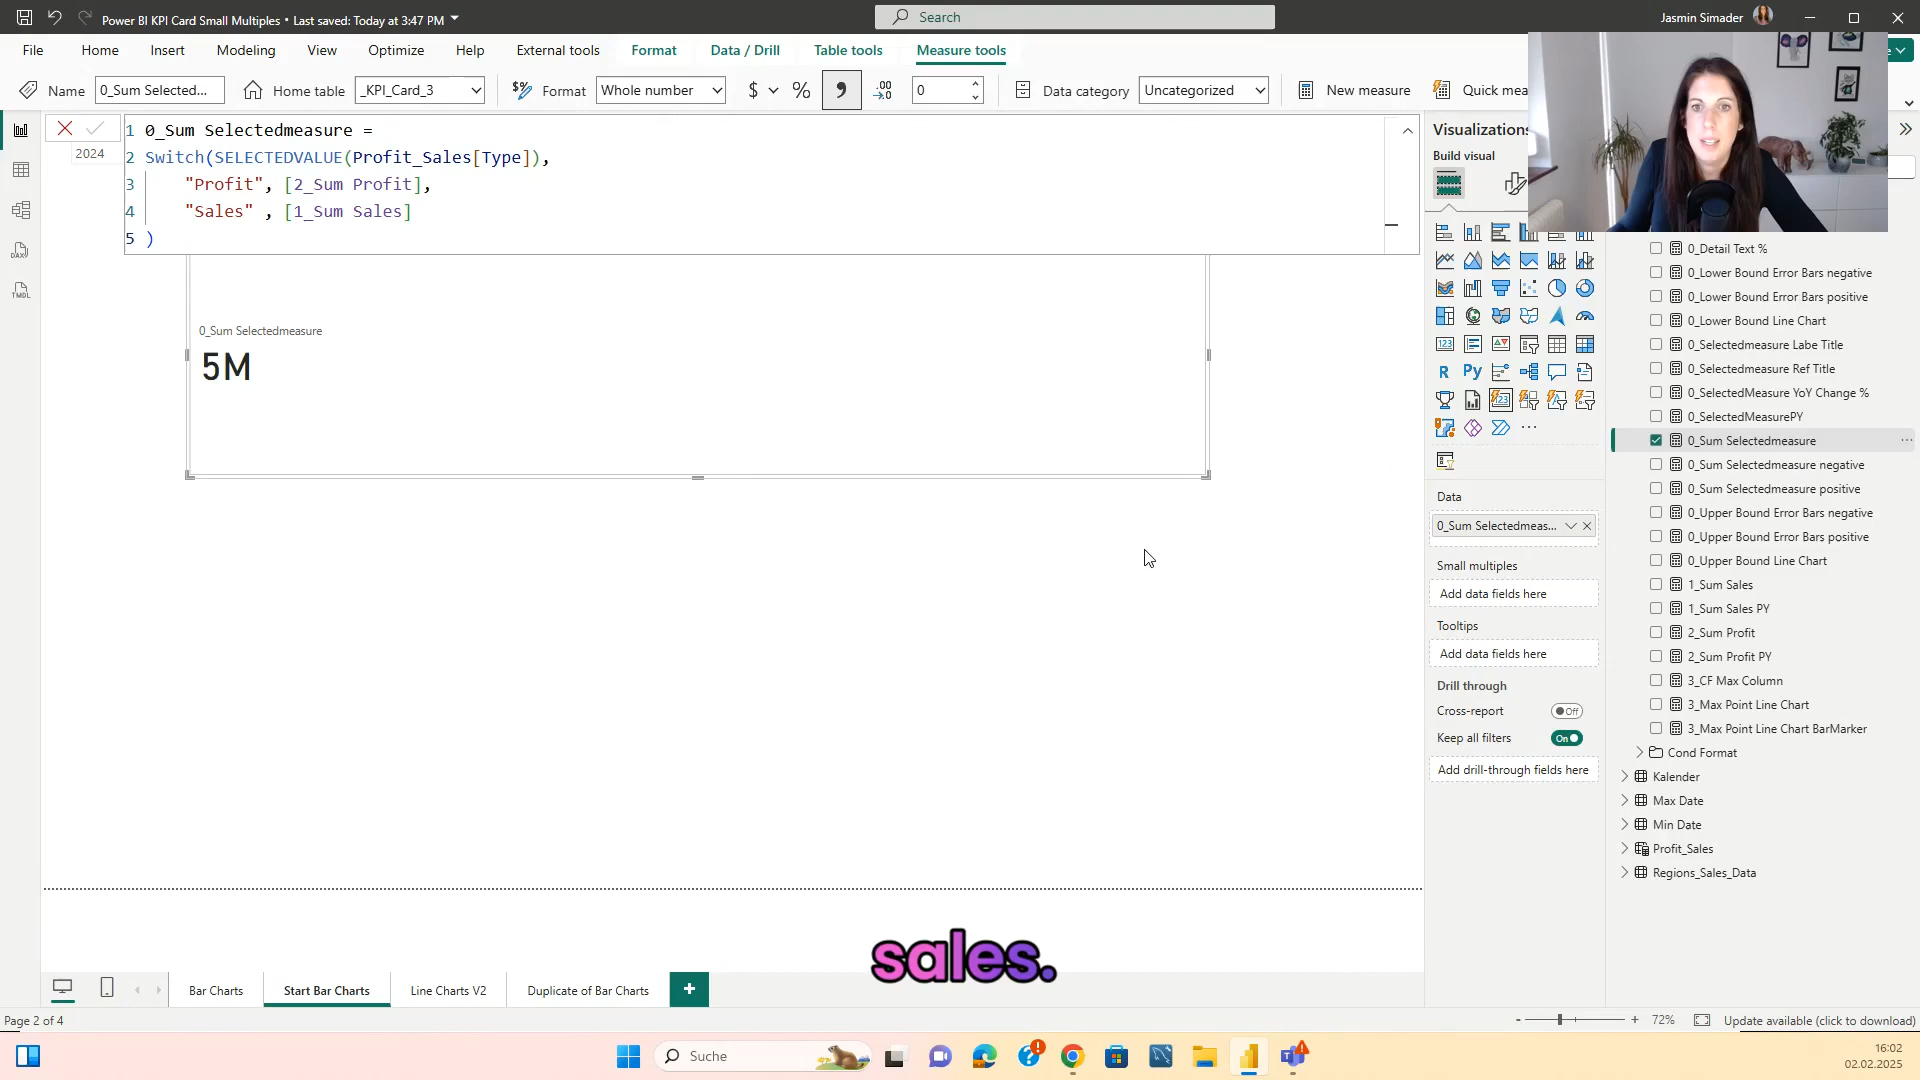 Power BI KPI Card Small Multiples • Last saved: Today at 3:47 PM
Search
Jasmin Simader
File
Home
Insert
Modeling
View
Optimize
Help
External tools
Format
Data / Drill
Table tools
Measure tools
Name
0_Sum Selected...
Home table
_KPI_Card_3
Format
Whole number
$
%
,
.00
→.0
0
Data category
Uncategorized
New measure
Quick mea
1 0_Sum Selectedmeasure =
2 Switch(SELECTEDVALUE(Profit_Sales[Type]),
3 "Profit", [2_Sum Profit],
4 "Sales" , [1_Sum Sales]
5 )
2024
0_Sum Selectedmeasure
5M
Visualizations
Build visual
Data
0_Sum Selectedmeas...
Small multiples
Add data fields here
Tooltips
Add data fields here
Drill through
Cross-report
Off
Keep all filters
On
Add drill-through fields here
0_Detail Text %
0_Lower Bound Error Bars negative
0_Lower Bound Error Bars positive
0_Lower Bound Line Chart
0_Selectedmeasure Labe Title
0_Selectedmeasure Ref Title
0_SelectedMeasure YoY Change %
0_SelectedMeasurePY
0_Sum Selectedmeasure
0_Sum Selectedmeasure negative
0_Sum Selectedmeasure positive
0_Upper Bound Error Bars negative
0_Upper Bound Error Bars positive
0_Upper Bound Line Chart
1_Sum Sales
1_Sum Sales PY
2_Sum Profit
2_Sum Profit PY
3_CF Max Column
3_Max Point Line Chart
3_Max Point Line Chart BarMarker
Cond Format
Kalender
Max Date
Min Date
Profit_Sales
Regions_Sales_Data
sales.
Bar Charts
Start Bar Charts
Line Charts V2
Duplicate of Bar Charts
+
Page 2 of 4
- + 72%
Update available (click to download)
Suche
16:02
02.02.2025